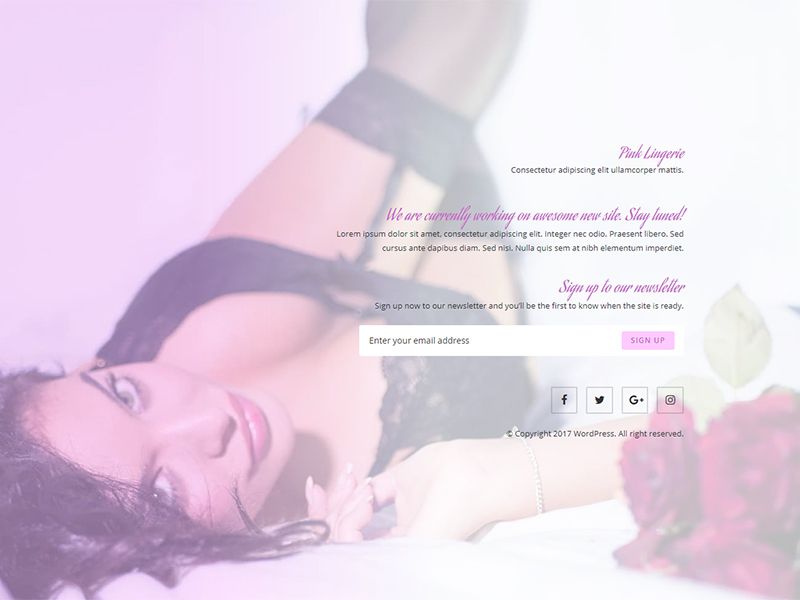 Pink Lingerie
Consectetur adipiscing elit ullamcorper mattis.
We are currently working on awesome new site. Stay tuned!
Lorem ipsum dolor sit amet, consectetur adipiscing elit. Integer nec odio. Praesent libero. Sed
cursus ante dapibus diam. Sed nisi. Nulla quis sem at nibh elementum imperdiet.
Sign up to our newsletter
Sign up now to our newsletter and you'll be the first to know when the site is ready.
Enter your email address SIGN UP
© Copyright 2017 WordPress. All right reserved.